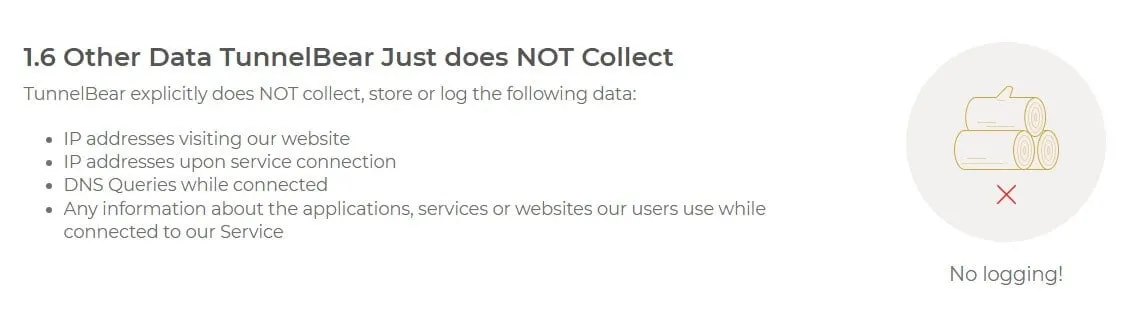 1.6 Other Data TunnelBear Just does NOT Collect
TunnelBear explicitly does NOT collect, store or log the following data:
• IP addresses visiting our website
• IP addresses upon service connection
• DNS Queries while connected
• Any information about the applications, services or websites our users use while
connected to our Service
No logging!